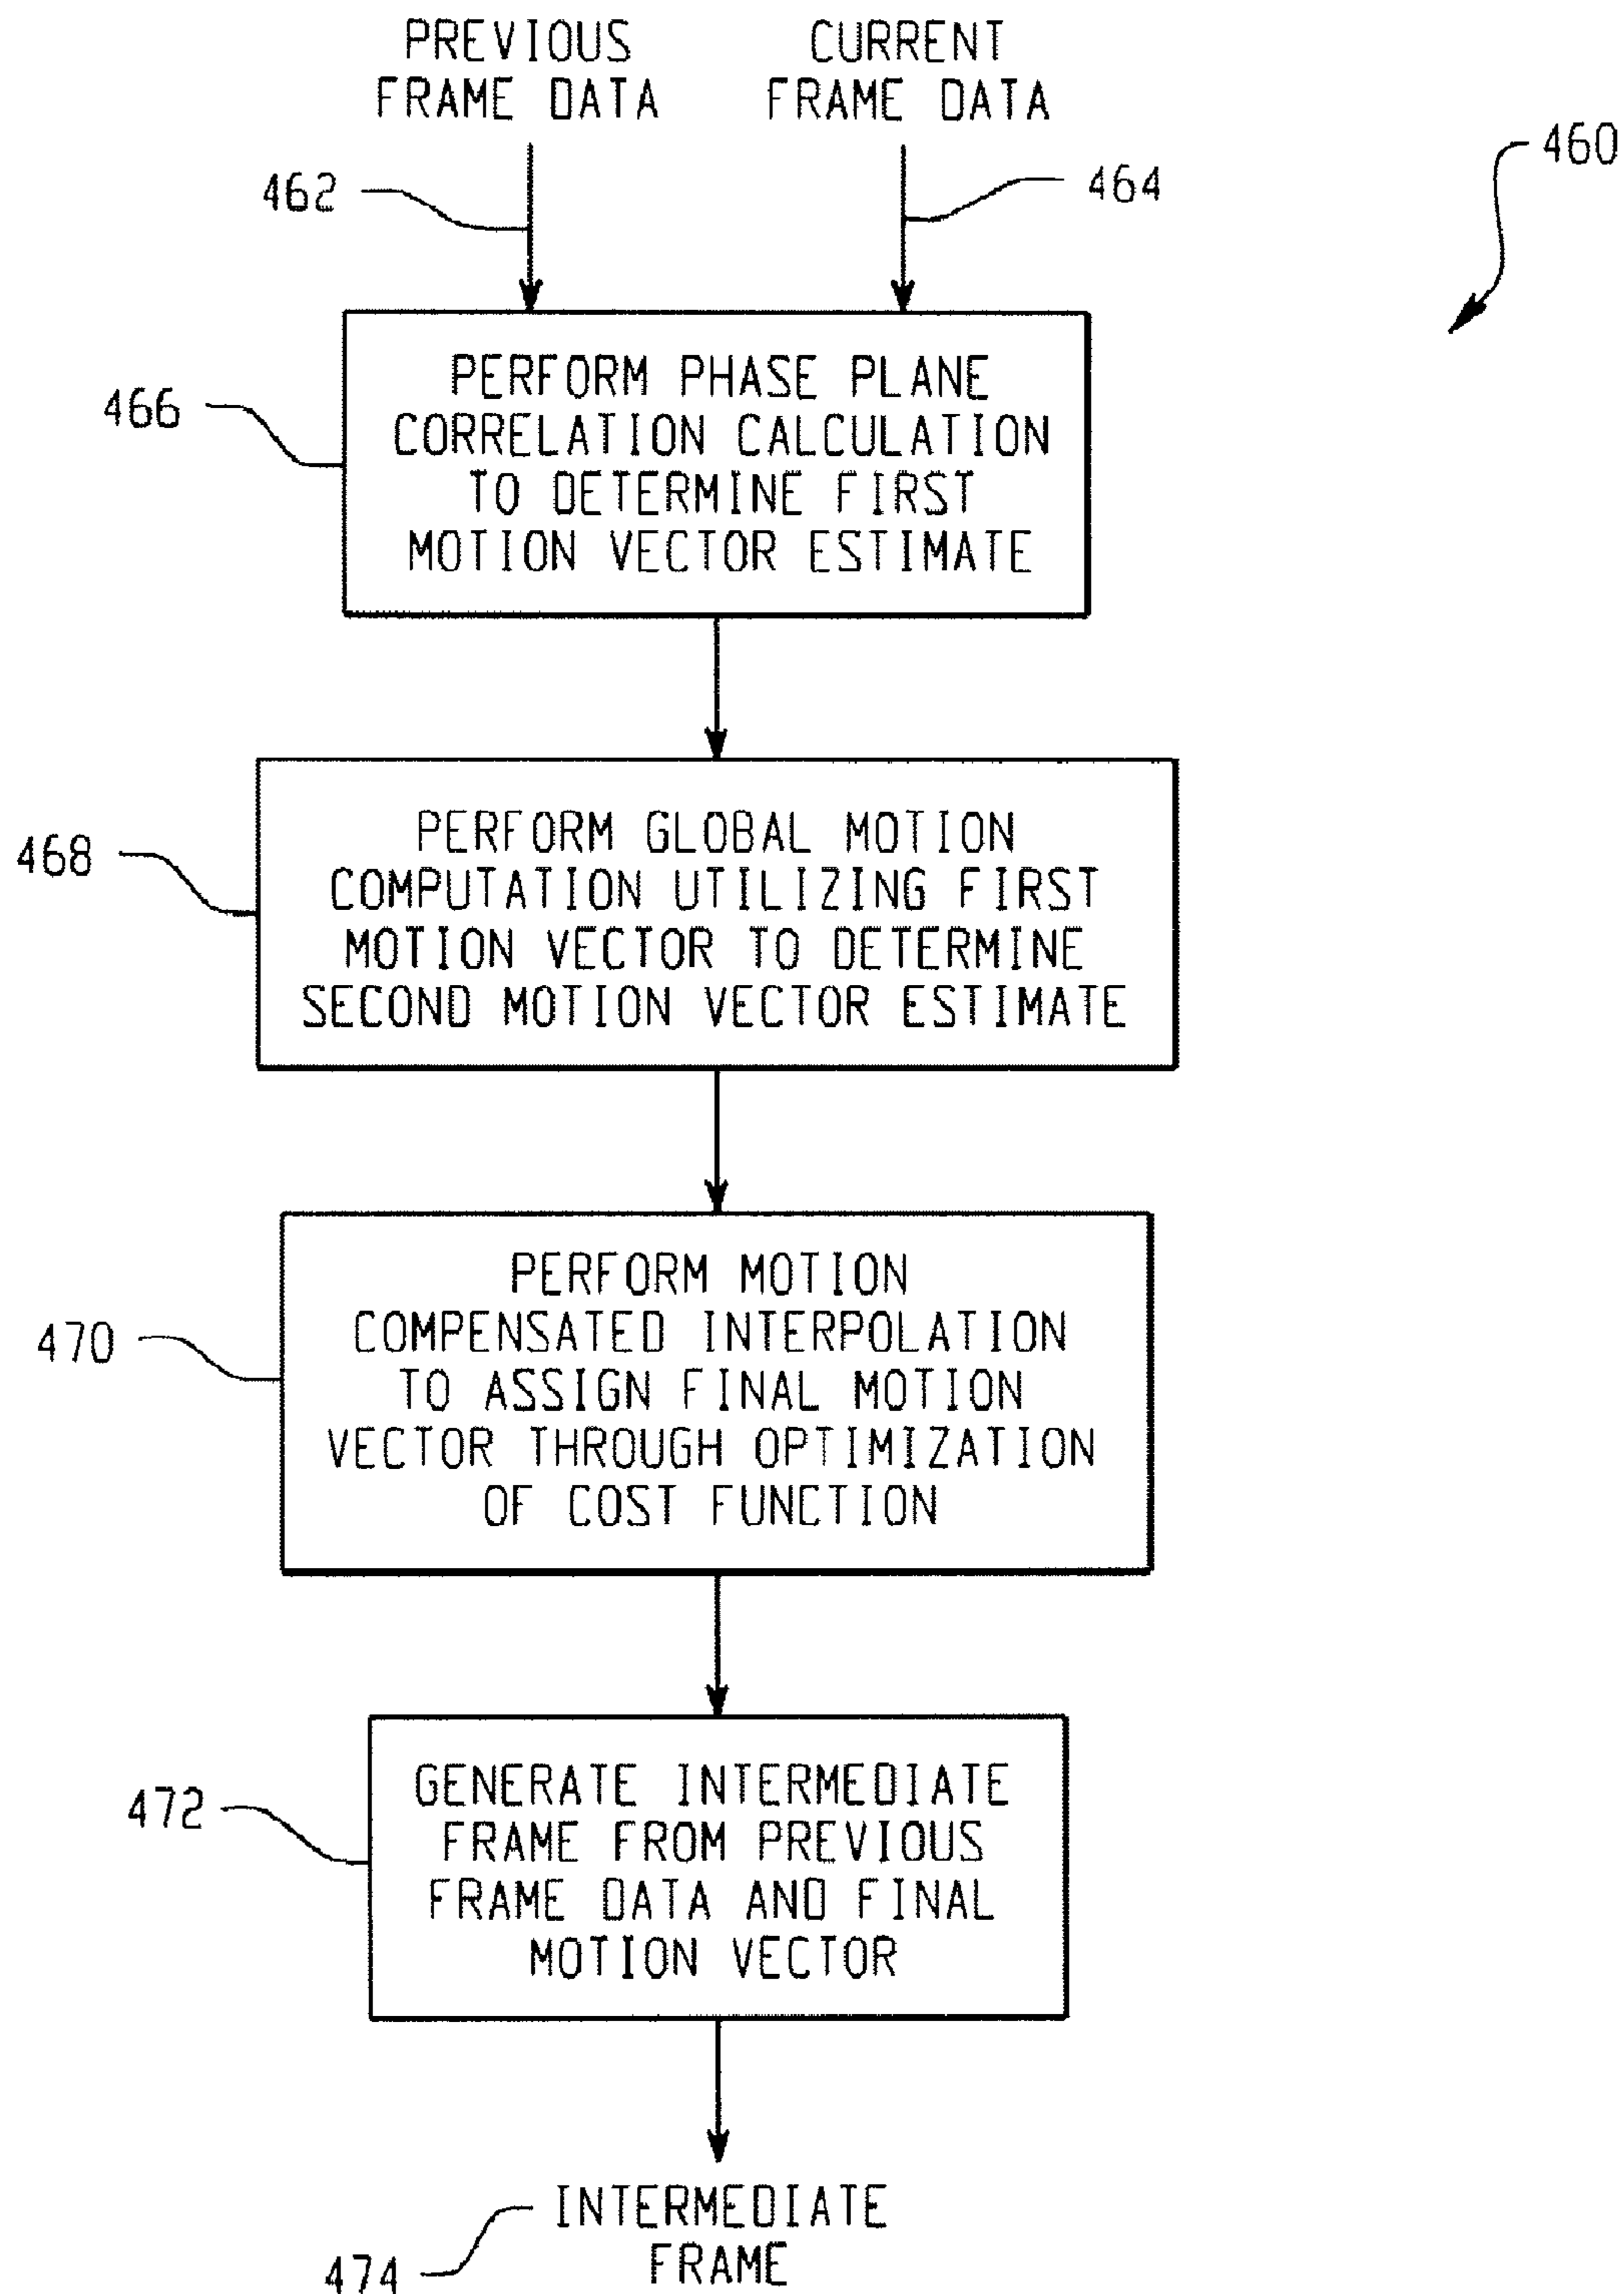 PREVIOUS
FRAME DATA
CURRENT
FRAME DATA
460
462
464
466
PERFORM PHASE PLANE
CORRELATION CALCULATION
TO DETERMINE FIRST
MOTION VECTOR ESTIMATE
468
PERFORM GLOBAL MOTION
COMPUTATION UTILIZING FIRST
MOTION VECTOR TO DETERMINE
SECOND MOTION VECTOR ESTIMATE
470
PERFORM MOTION
COMPENSATED INTERPOLATION
TO ASSIGN FINAL MOTION
VECTOR THROUGH OPTIMIZATION
OF COST FUNCTION
472
GENERATE INTERMEDIATE
FRAME FROM PREVIOUS
FRAME DATA AND FINAL
MOTION VECTOR
474
INTERMEDIATE
FRAME